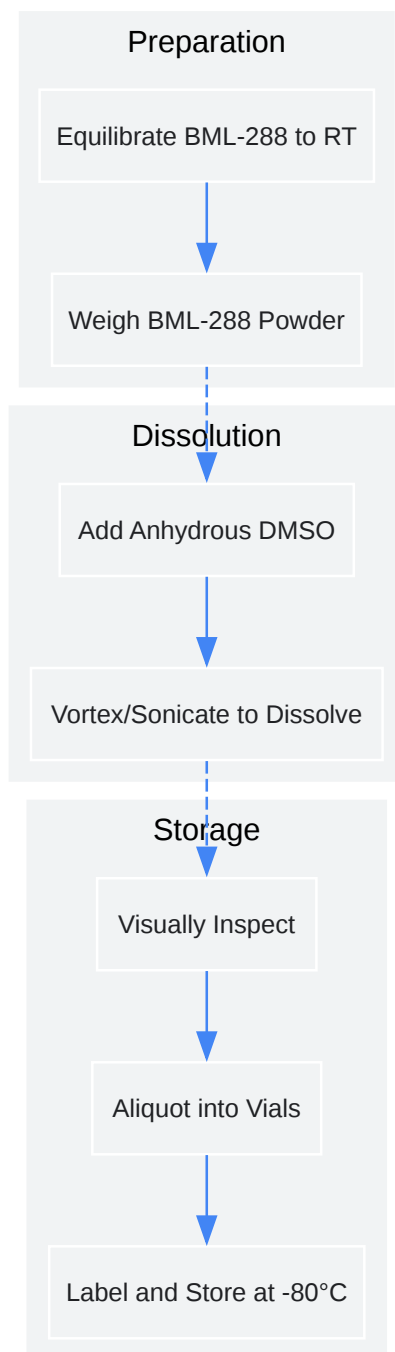 Preparation
Equilibrate BML-288 to RT
Weigh BML-288 Powder
Dissolution
Add Anhydrous DMSO
Vortex/Sonicate to Dissolve
Storage
Visually Inspect
Aliquot into Vials
Label and Store at -80°C